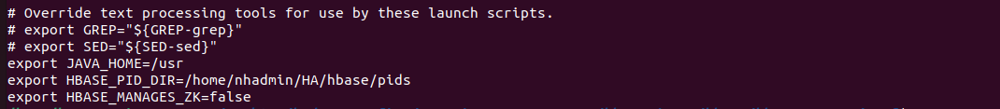 # Override text processing tools for use by these launch scripts.
# export GREP="${GREP-grep}"
# export SED="${SED-sed}"
export JAVA_HOME=/usr
export HBASE_PID_DIR=/home/nhadmin/HA/hbase/pids
export HBASE_MANAGES_ZK=false